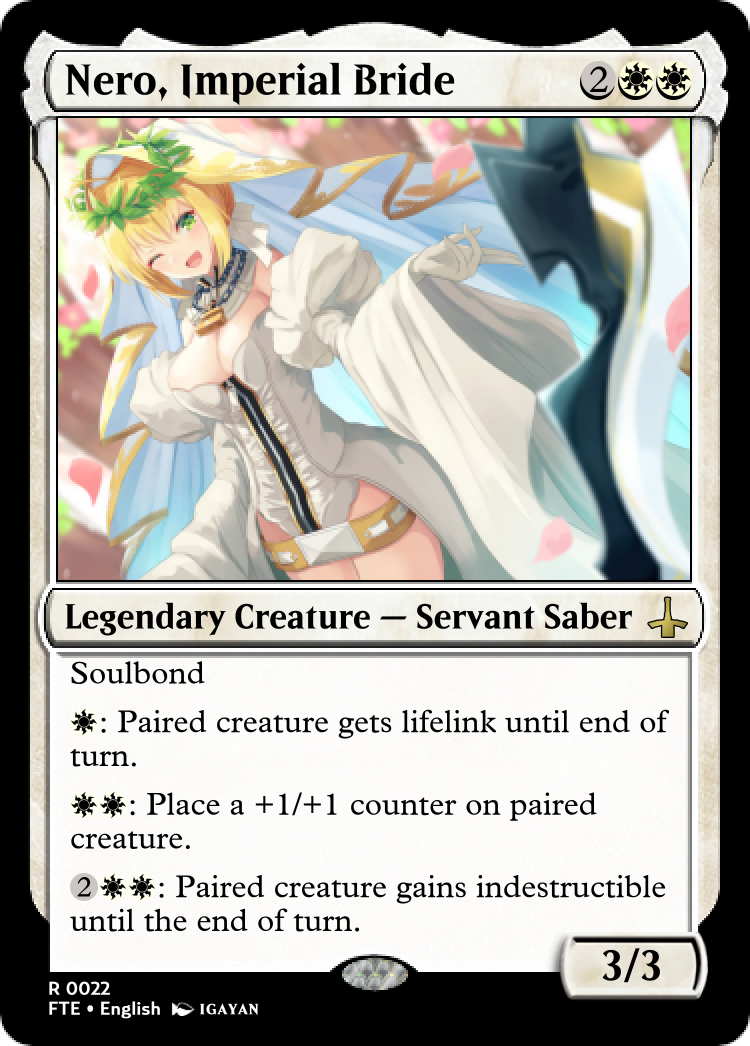 Nero, Imperial Bride 2
Legendary Creature — Servant Saber
Soulbond
: Paired creature gets lifelink until end of
turn.
: Place a +1/+1 counter on paired
creature.
2: Paired creature gains indestructible
until the end of turn.
3/3
R 0022
FTE • English IGAYAN